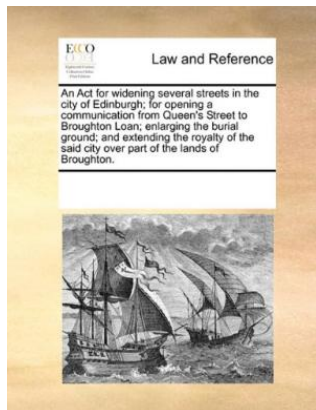 ECCO
Law and Reference
An Act for widening several streets in the
city of Edinburgh; for opening a
communication from Queen's Street to
Broughton Loan; enlarging the burial
ground; and extending the royalty of the
said city over part of the lands of
Broughton.